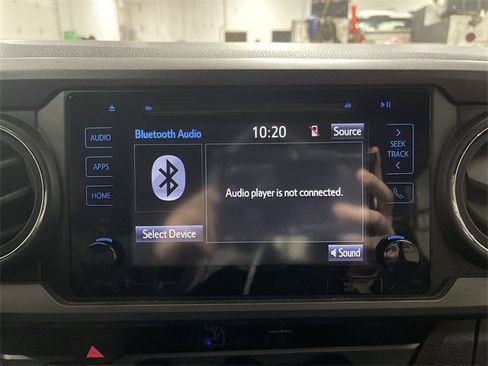 AUDIO
APPS
HOME
Bluetooth Audio
10:20
Source
Audio player is not connected.
Select Device
Sound
SEEK
TRACK